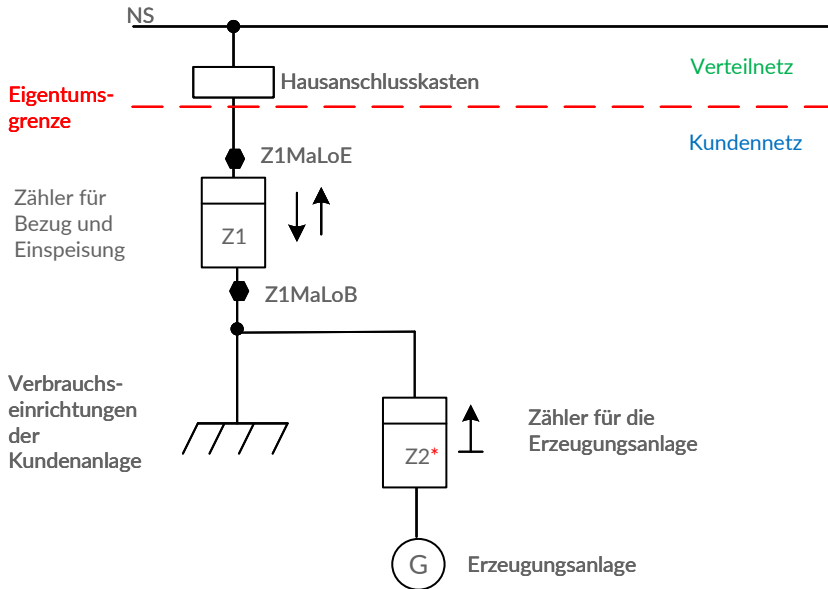 NS
Hausanschlusskasten
Verteilnetz
Eigentums-
grenze
Kundennetz
Z1MaLoE
Zähler für
Bezug und
Einspeisung
Z1
Z1MaLoB
Verbrauchs-
einrichtungen
der
Kundenanlage
Z2*
Zähler für die
Erzeugungsanlage
G
Erzeugungsanlage